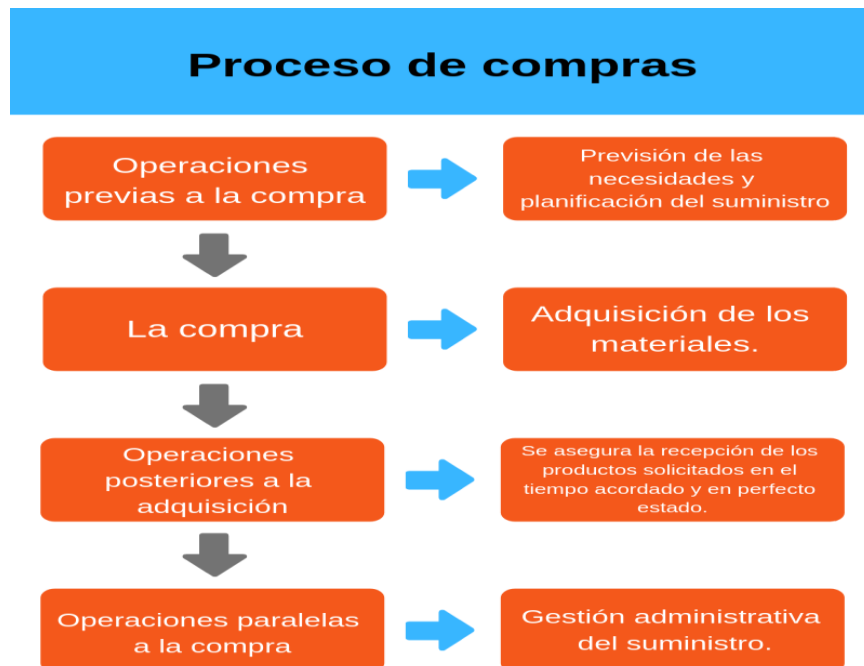 Proceso de compras
Operaciones
previas a la compra
Previsión de las
necesidades y
planificación del suministro
La compra
Adquisición de los
materiales.
Operaciones
posteriores a la
adquisición
Se asegura la recepción de los
productos solicitados en el
tiempo acordado y en perfecto
estado.
Operaciones paralelas
a la compra
Gestión administrativa
del suministro.